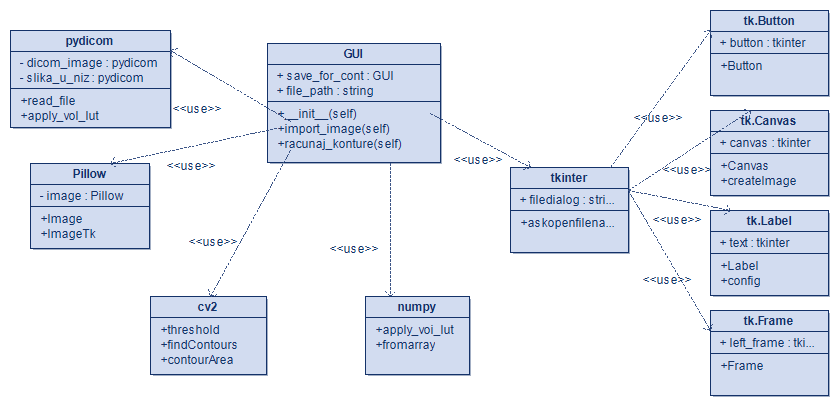 pydicom
- dicom_image : pydicom
- slika_u_niz : pydicom
+read_file
+apply_vol_lut
GUI
+ save_for_cont : GUI
+ file_path : string
+__init__(self)
+import_image(self)
+racunaj_konture(self)
tk.Button
+ button : tkinter
+Button
<<use>>
<<use>>
tk.Canvas
+ canvas : tkinter
+Canvas
+createImage
<<use>>
<<use>>
<<use>>
Pillow
- image : Pillow
+Image
+ImageTk
tkinter
+ filedialog : stri...
+askopenfilena...
<<use>>
tk.Label
+ text : tkinter
+Label
+config
<<use>>
<<use>>
<<use>>
<<use>>
cv2
+threshold
+findContours
+contourArea
numpy
+apply_voi_lut
+fromarray
tk.Frame
+ left_frame : tki...
+Frame